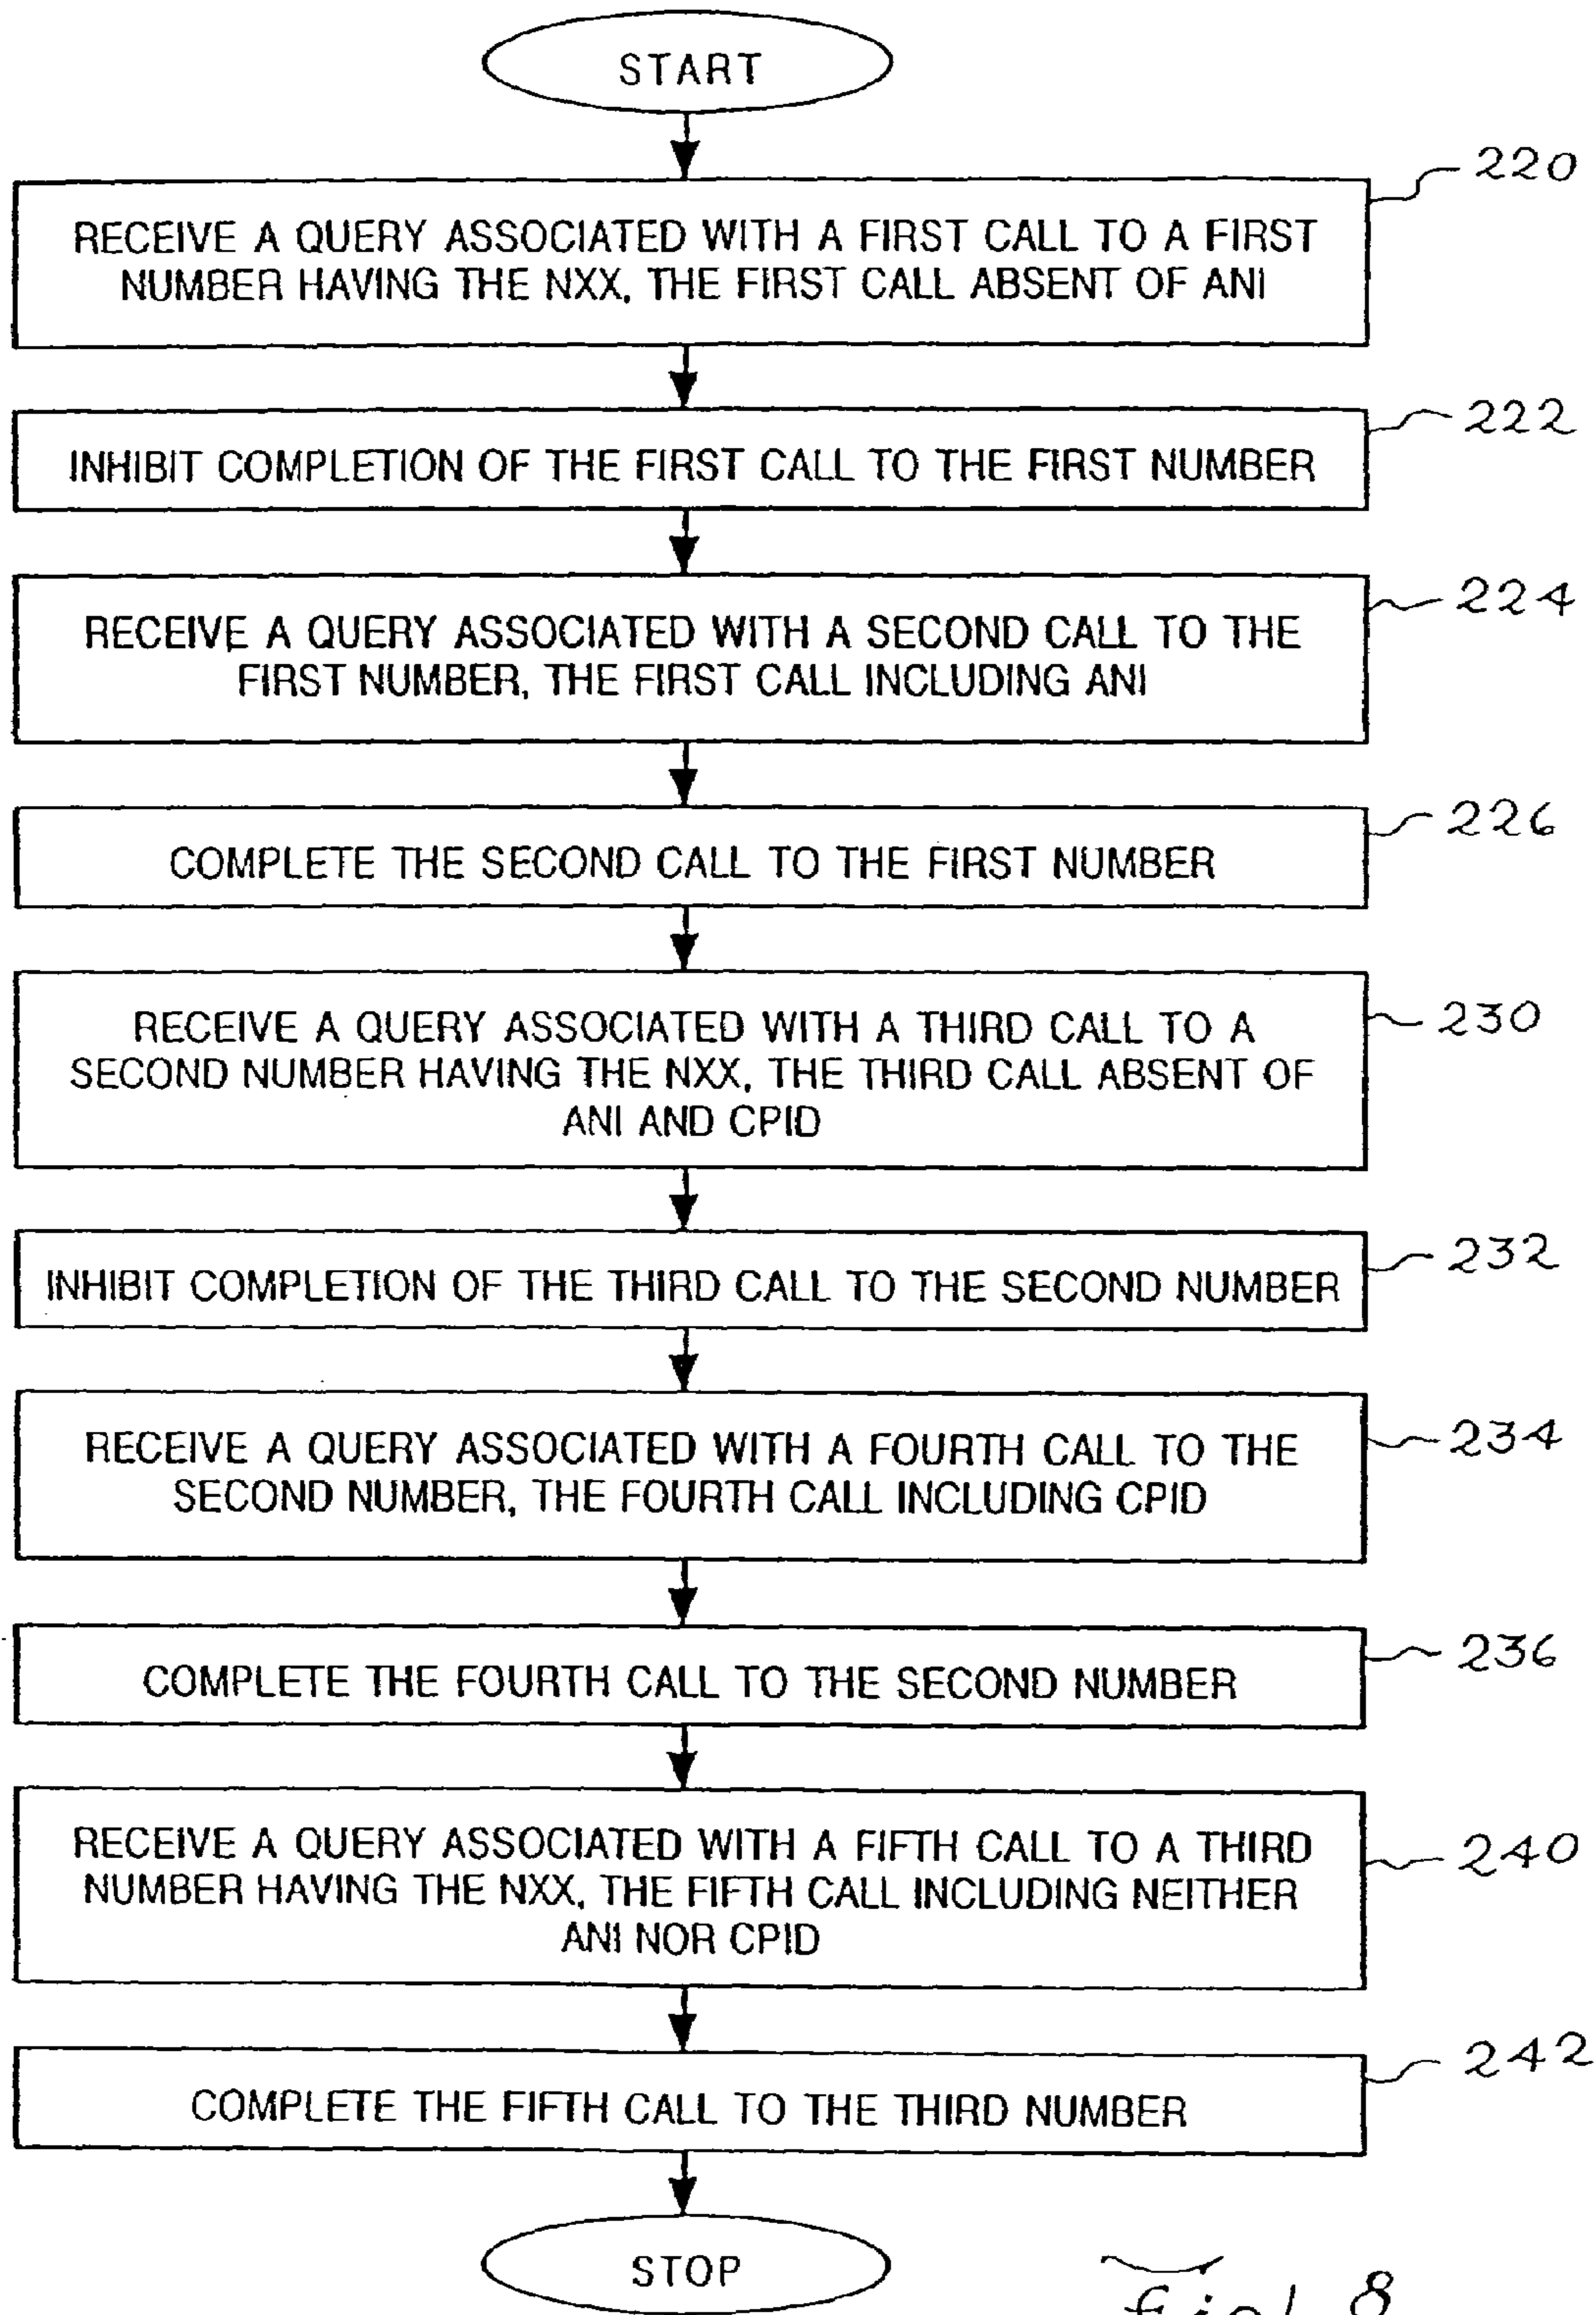 START
220
RECEIVE A QUERY ASSOCIATED WITH A FIRST CALL TO A FIRST
NUMBER HAVING THE NXX, THE FIRST CALL ABSENT OF ANI
222
INHIBIT COMPLETION OF THE FIRST CALL TO THE FIRST NUMBER
224
RECEIVE A QUERY ASSOCIATED WITH A SECOND CALL TO THE
FIRST NUMBER, THE FIRST CALL INCLUDING ANI
226
COMPLETE THE SECOND CALL TO THE FIRST NUMBER
230
RECEIVE A QUERY ASSOCIATED WITH A THIRD CALL TO A
SECOND NUMBER HAVING THE NXX, THE THIRD CALL ABSENT OF
ANI AND CPID
232
INHIBIT COMPLETION OF THE THIRD CALL TO THE SECOND NUMBER
234
RECEIVE A QUERY ASSOCIATED WITH A FOURTH CALL TO THE
SECOND NUMBER, THE FOURTH CALL INCLUDING CPID
236
COMPLETE THE FOURTH CALL TO THE SECOND NUMBER
240
RECEIVE A QUERY ASSOCIATED WITH A FIFTH CALL TO A THIRD
NUMBER HAVING THE NXX, THE FIFTH CALL INCLUDING NEITHER
ANI NOR CPID
242
COMPLETE THE FIFTH CALL TO THE THIRD NUMBER
STOP
Fig. 8